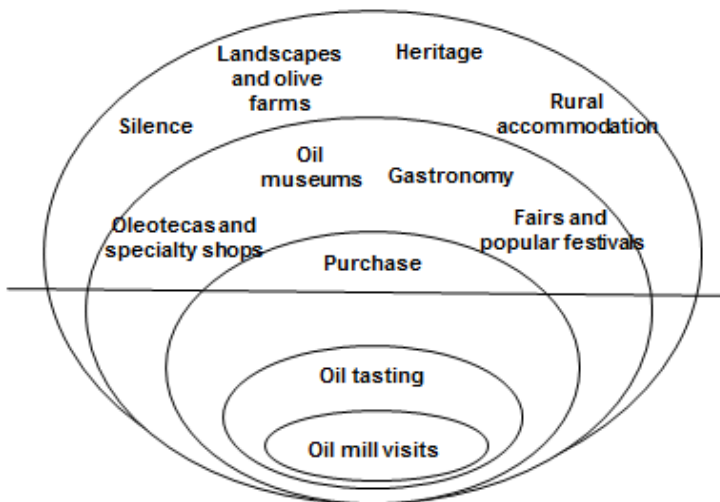 Landscapes
and olive
farms
Heritage
Silence
Rural
accommodation
Oil
museums
Gastronomy
Oleotecas and
specialty shops
Fairs and
popular festivals
Purchase
Oil tasting
Oil mill visits